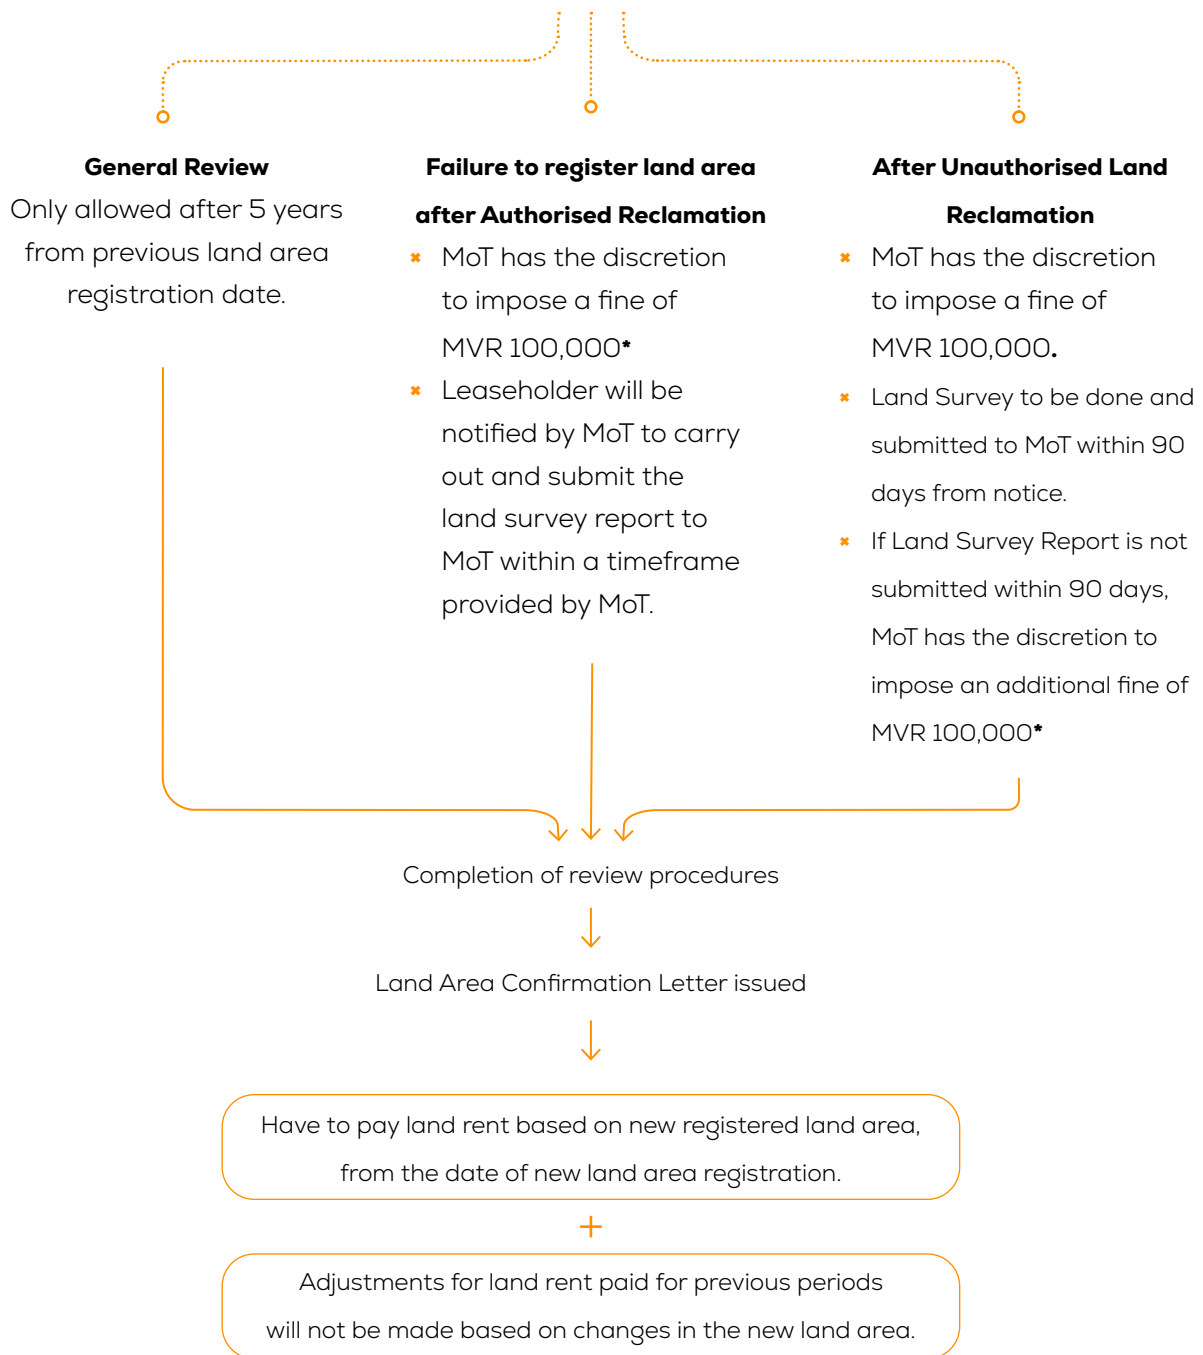 General Review
Only allowed after 5 years
from previous land area
registration date.
Failure to register land area
after Authorised Reclamation
MoT has the discretion
to impose a fine of
MVR 100,000*
Leaseholder will be
notified by MoT to carry
out and submit the
land survey report to
MoT within a timeframe
provided by MoT.
After Unauthorised Land
Reclamation
MoT has the discretion
to impose a fine of
MVR 100,000.
Land Survey to be done and
submitted to MoT within 90
days from notice.
If Land Survey Report is not
submitted within 90 days,
MoT has the discretion to
impose an additional fine of
MVR 100,000*
Completion of review procedures
Land Area Confirmation Letter issued
Have to pay land rent based on new registered land area,
from the date of new land area registration.
+
Adjustments for land rent paid for previous periods
will not be made based on changes in the new land area.